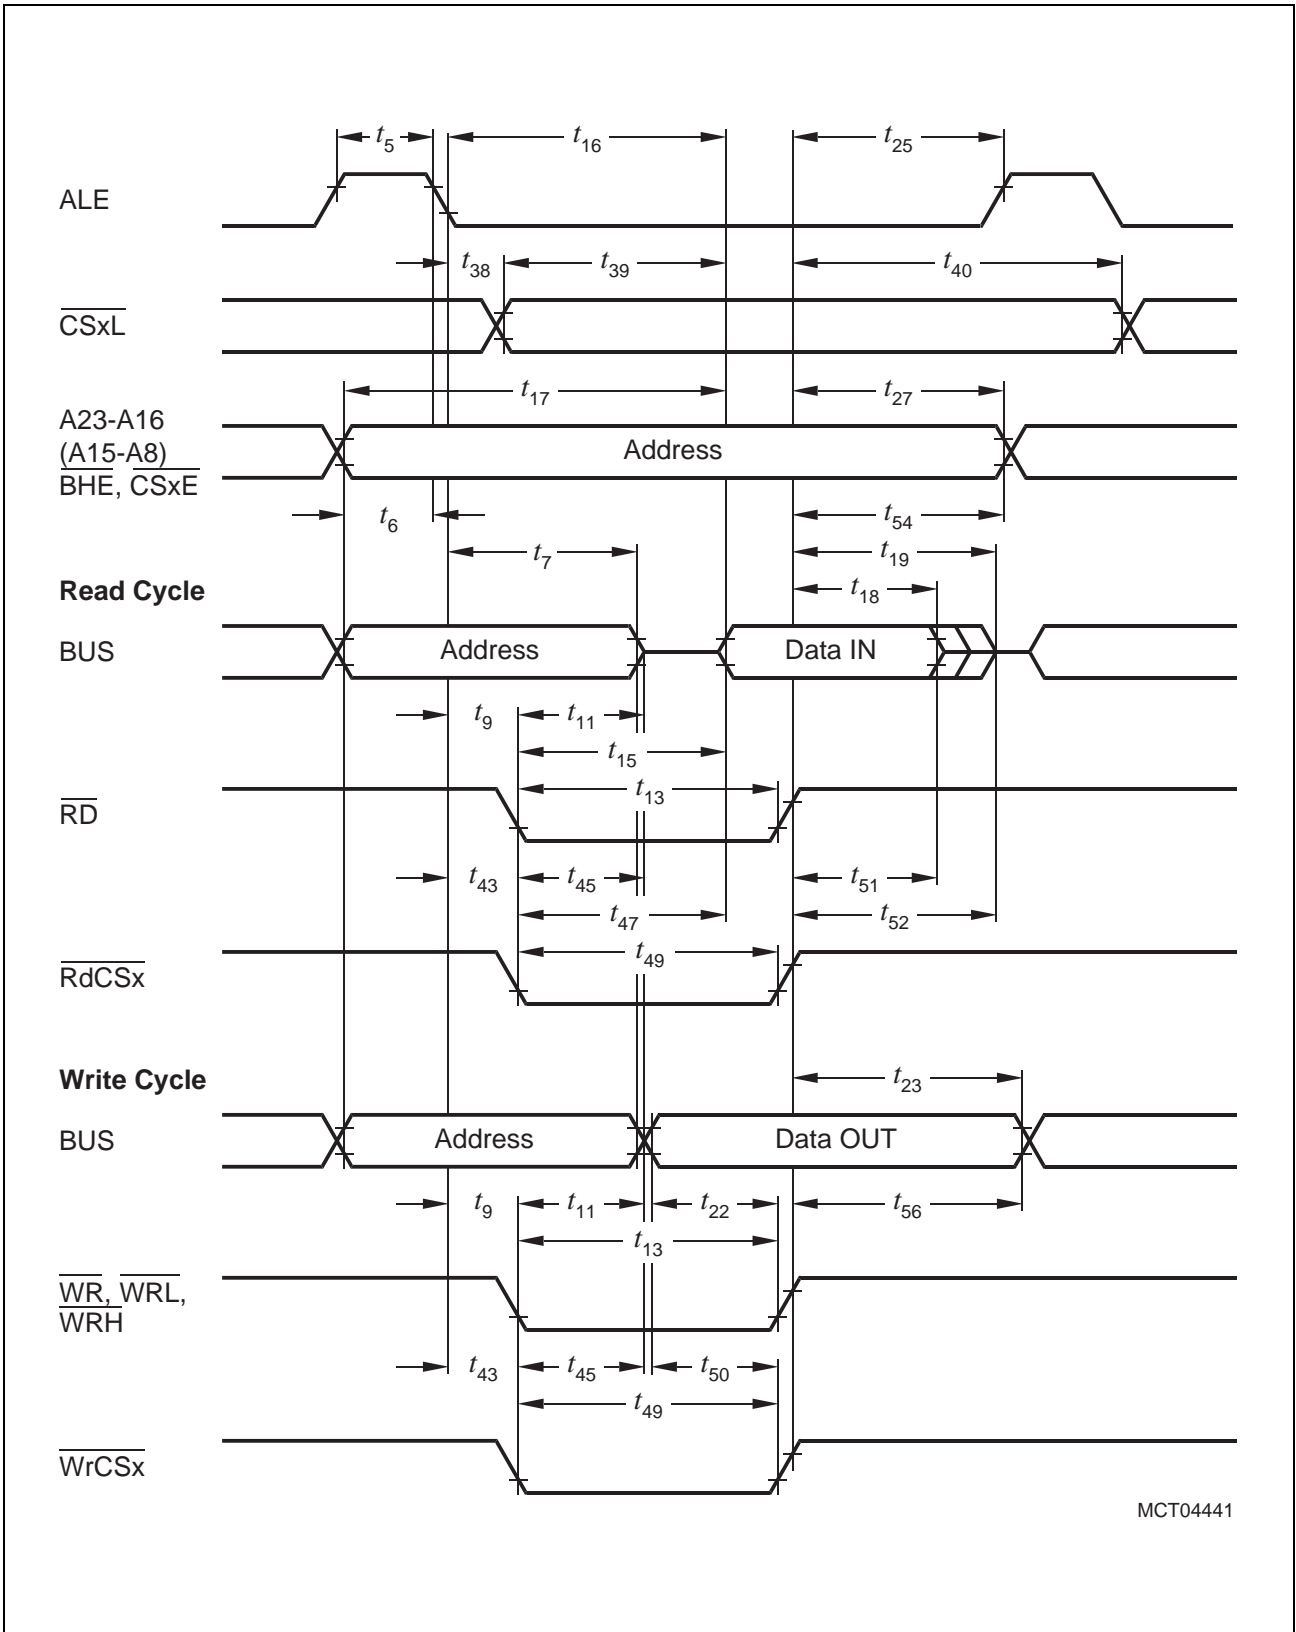 t5 t16 t25
ALE
t38 t39 t40
CSxL
t17 t27
A23-A16
(A15-A8)
BHE, CSxE
Address
t6 t54
t7 t19
Read Cycle
t18
BUS Address Data IN
t9 t11
t15
t13
RD
t43 t45 t51
t47 t52
t49
RdCSx
Write Cycle
t23
BUS Address Data OUT
t9 t11 t22 t56
t13
WR, WRL,
WRH
t43 t45 t50
t49
WrCSx
MCT04441